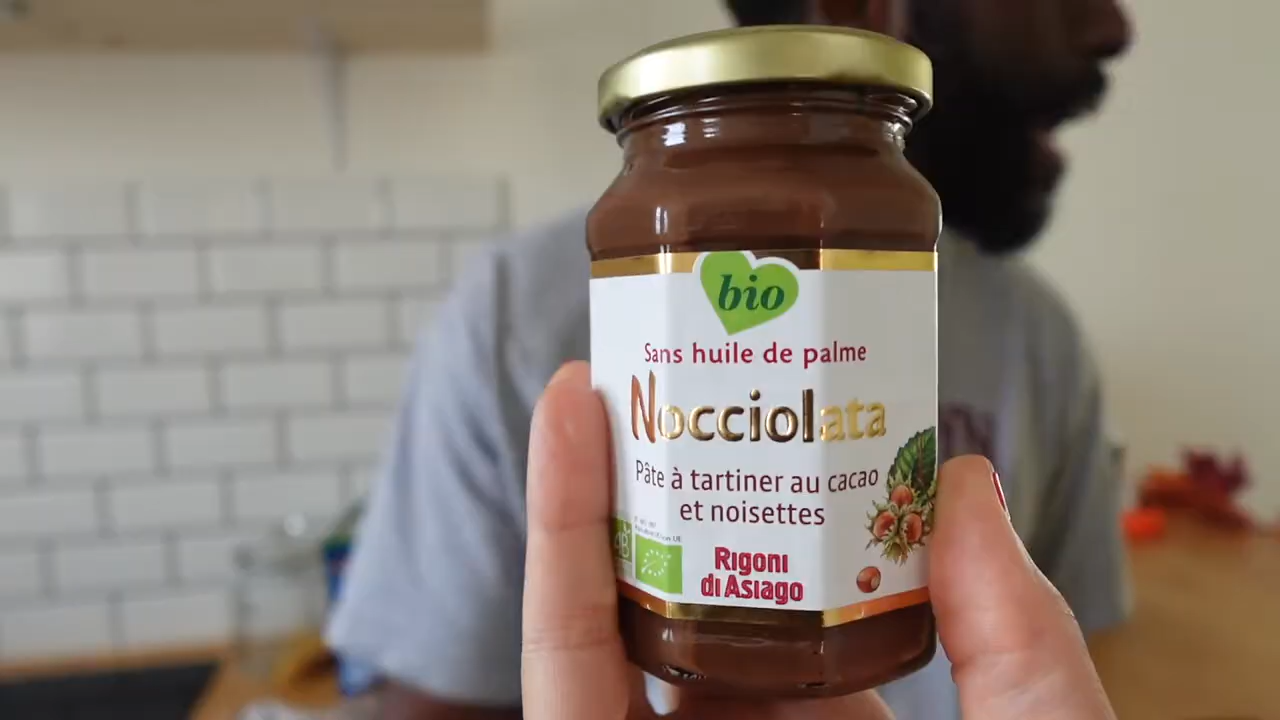 bio
Sans huile de palme
Nocciolata
Pâte à tartiner au cacao
et noisettes
Rigoni
di Asiago